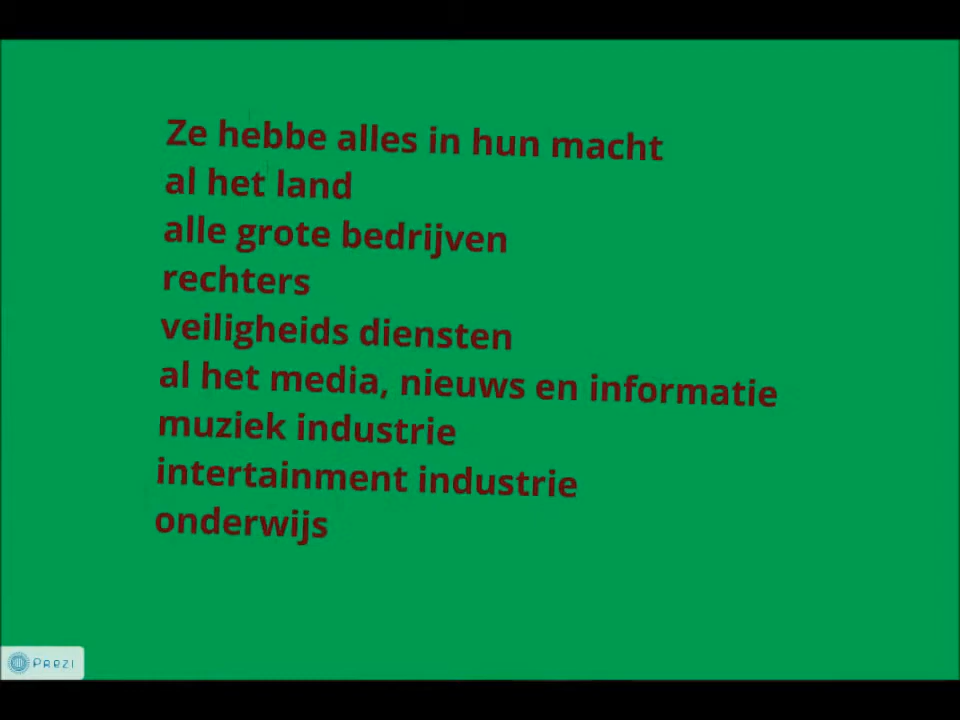 Ze hebbe alles in hun macht
al het land
alle grote bedrijven
rechters
veiligheids diensten
al het media, nieuws en informatie
muziek industrie
intertainment industrie
onderwijs
Prezi